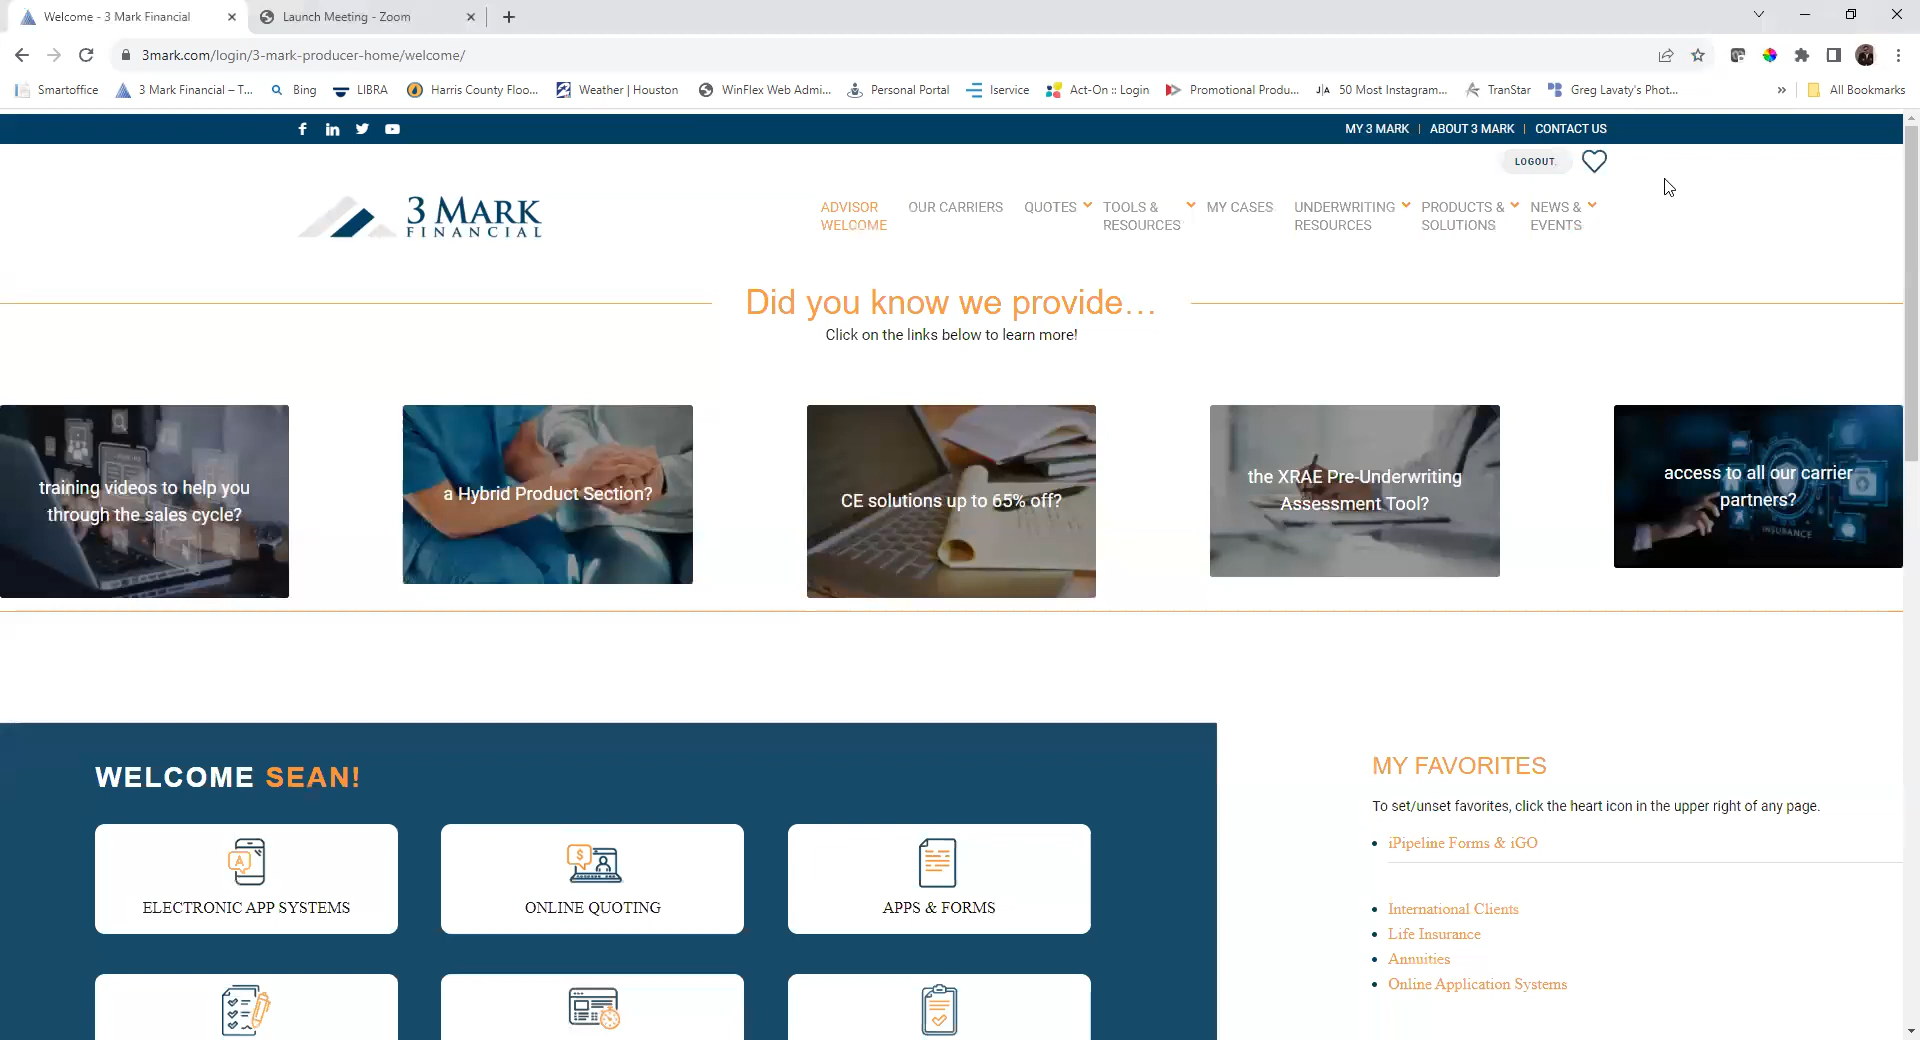 Welcome - 3 Mark Financial
Launch Meeting - Zoom
3mark.com/login/3-mark-producer-home/welcome/
Smartoffice
3 Mark Financial – T...
Bing
LIBRA
Harris County Floo...
Weather | Houston
WinFlex Web Admi...
Personal Portal
Iservice
Act-On :: Login
Promotional Produ...
J|A 50 Most Instagram...
TranStar
Greg Lavaty's Phot...
»
All Bookmarks
MY 3 MARK | ABOUT 3 MARK | CONTACT US
LOGOUT
3 MARK
FINANCIAL
ADVISOR
WELCOME
OUR CARRIERS
QUOTES
TOOLS &
RESOURCES
MY CASES
UNDERWRITING
RESOURCES
PRODUCTS &
SOLUTIONS
NEWS &
EVENTS
Did you know we provide…
Click on the links below to learn more!
training videos to help you
through the sales cycle?
a Hybrid Product Section?
CE solutions up to 65% off?
the XRAE Pre-Underwriting
Assessment Tool?
access to all our carrier
partners?
INSURANCE
WELCOME SEAN!
ELECTRONIC APP SYSTEMS
ONLINE QUOTING
APPS & FORMS
MY FAVORITES
To set/unset favorites, click the heart icon in the upper right of any page.
• iPipeline Forms & iGO
• International Clients
• Life Insurance
• Annuities
• Online Application Systems